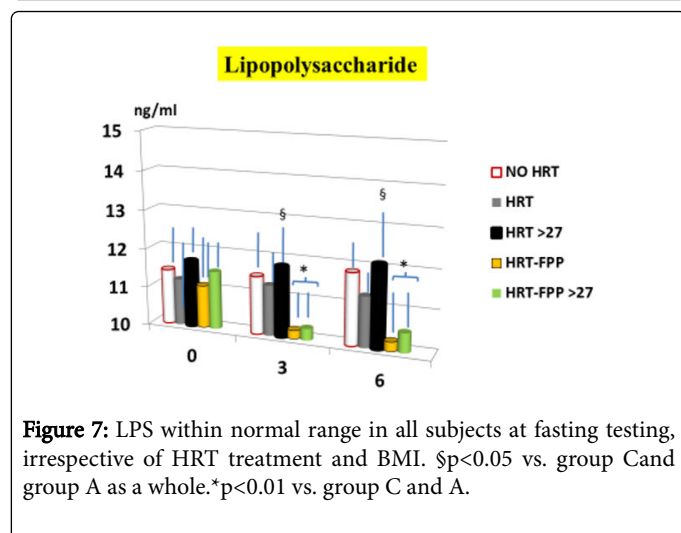 Lipopolysaccharide
ng/ml
15
14
13
12
11
10
§
*
§
*
0
3
6
NO HRT
HRT
HRT >27
HRT-FPP
HRT-FPP >27
Figure 7: LPS within normal range in all subjects at fasting testing,
irrespective of HRT treatment and BMI. §p<0.05 vs. group Cand
group A as a whole.*p<0.01 vs. group C and A.